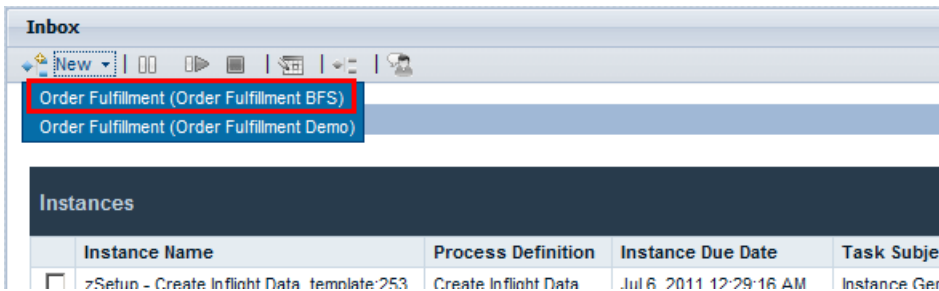 Inbox
New
Order Fulfillment (Order Fulfillment BFS)
Order Fulfillment (Order Fulfillment Demo)
Instances
Instance Name Process Definition Instance Due Date Task Subje
zSetup - Create Inflight Data_template:253 Create Inflight Data Jul 6, 2011 12:29:16 AM Instance Ger